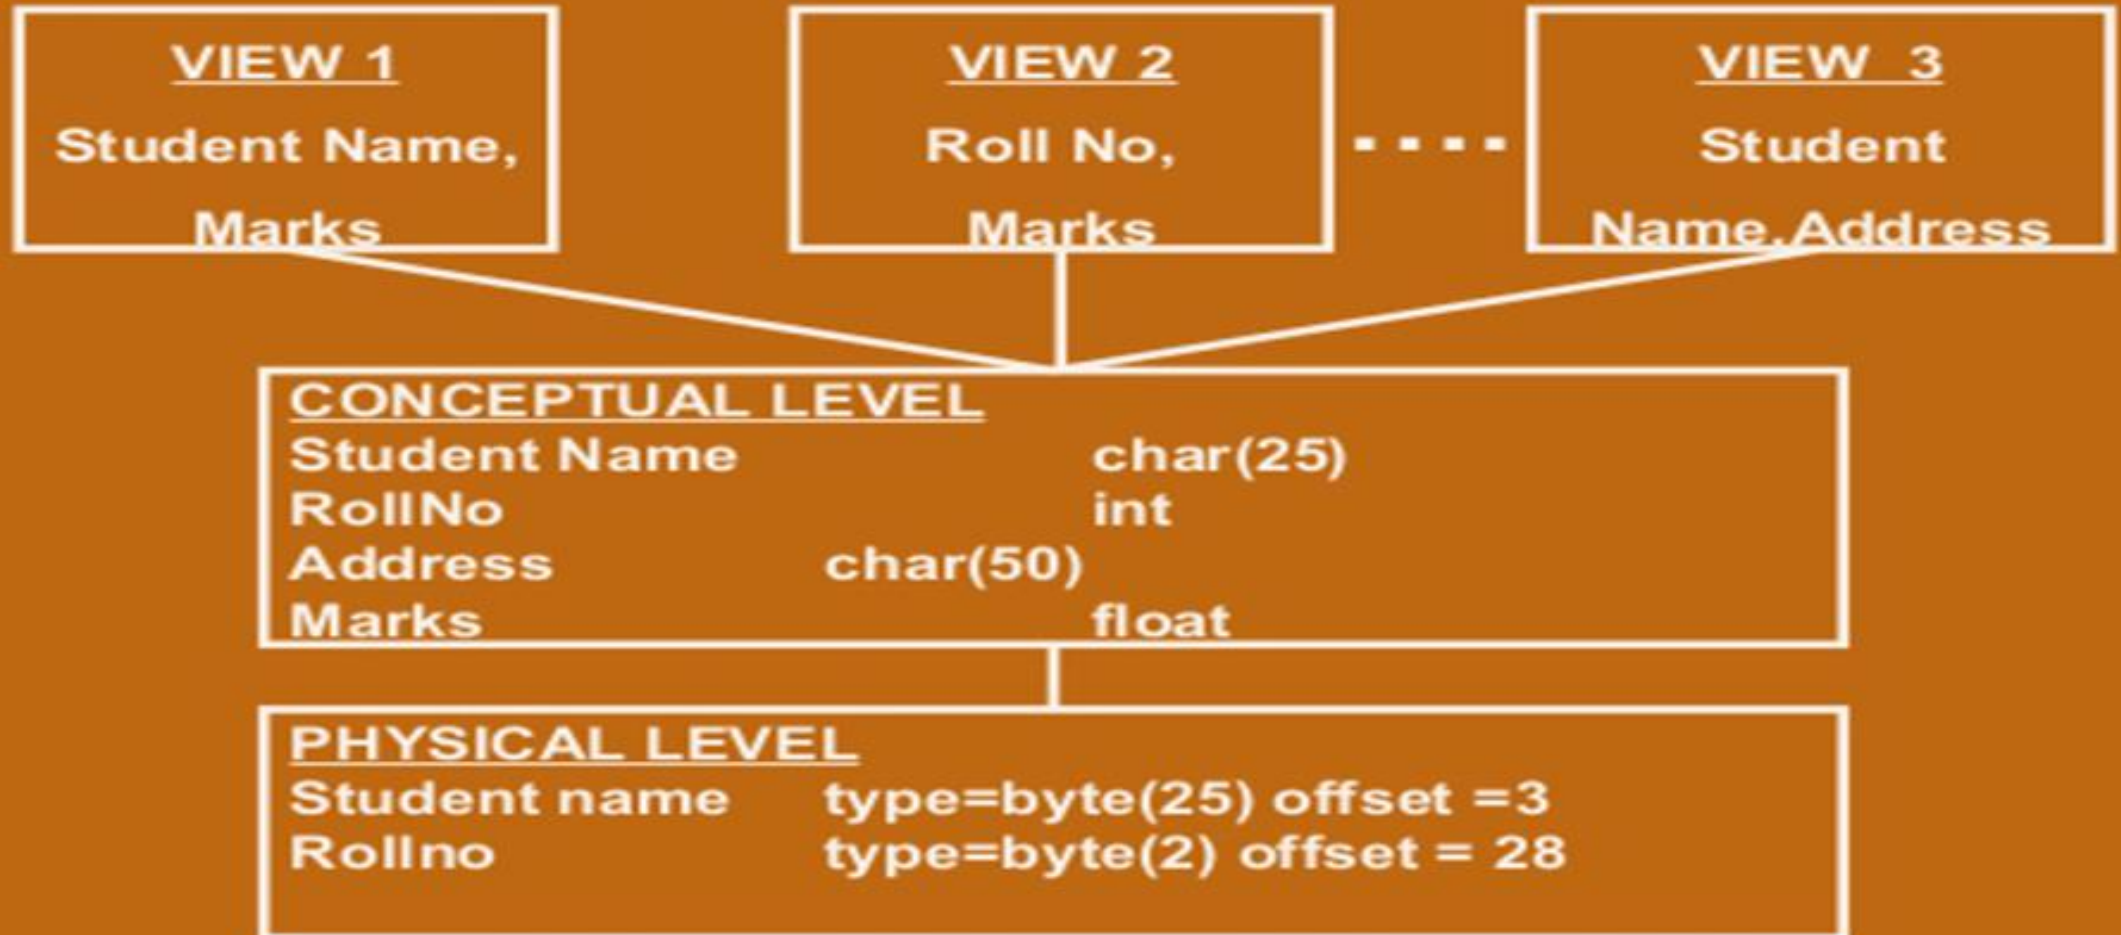 VIEW 1
Student Name,
Marks
VIEW 2
Roll No,
Marks
VIEW 3
Student
Name,Address
CONCEPTUAL LEVEL
Student Name char(25)
RollNo int
Address char(50)
Marks float
PHYSICAL LEVEL
Student name type=byte(25) offset =3
Rollno type=byte(2) offset = 28